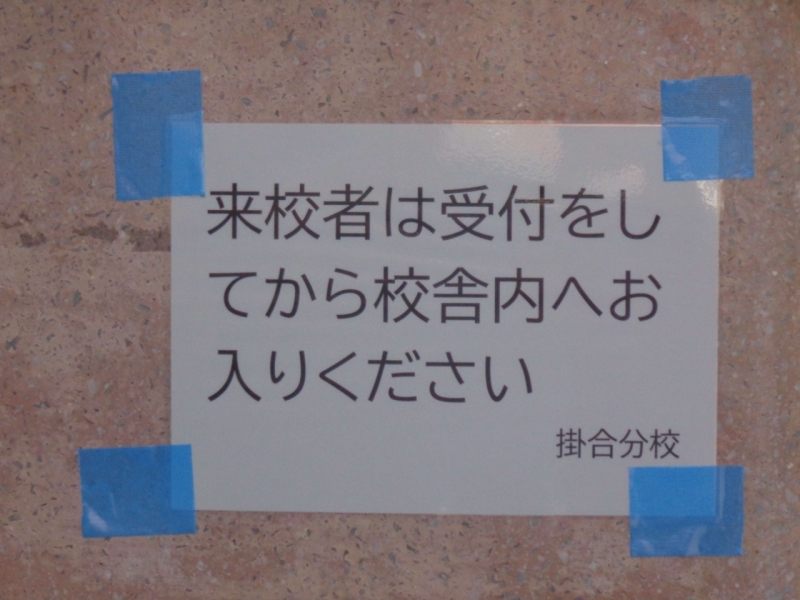 来校者は受付をし
てから校舎内へお
入りください
掛合分校